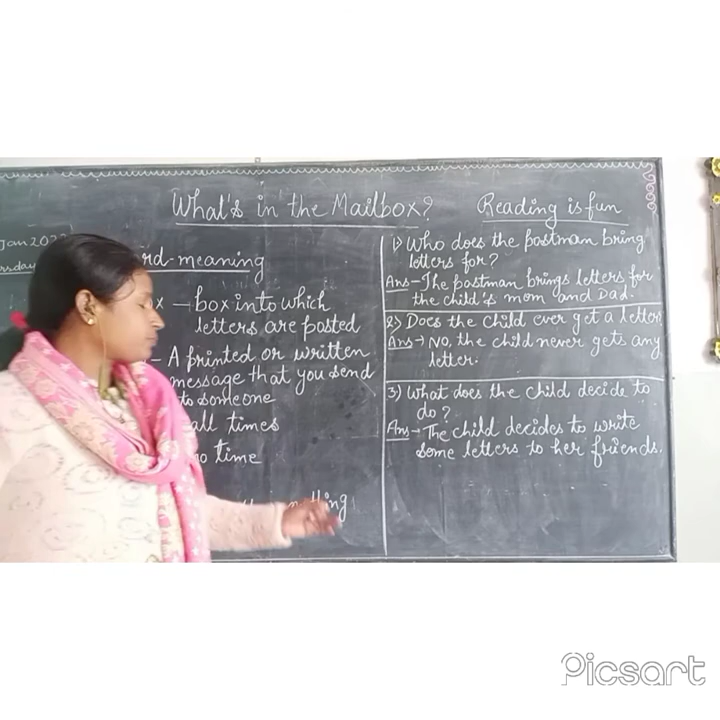 What's in the Mailbox?
Reading is fun
Jan 202
rd-meaning
x — box into which
letters are posted
- A printed or written
message that you send
to someone
all times
o time
1) Who does the postman bring
letters for?
Ans- The postman brings letters for
the child's mom and Dad.
2) Does the child ever get a letter
Ans → No, the child never gets any
letter.
3) What does the child decide to
do?
Ans- The child decides to write
some letters to her friends.
Picsart